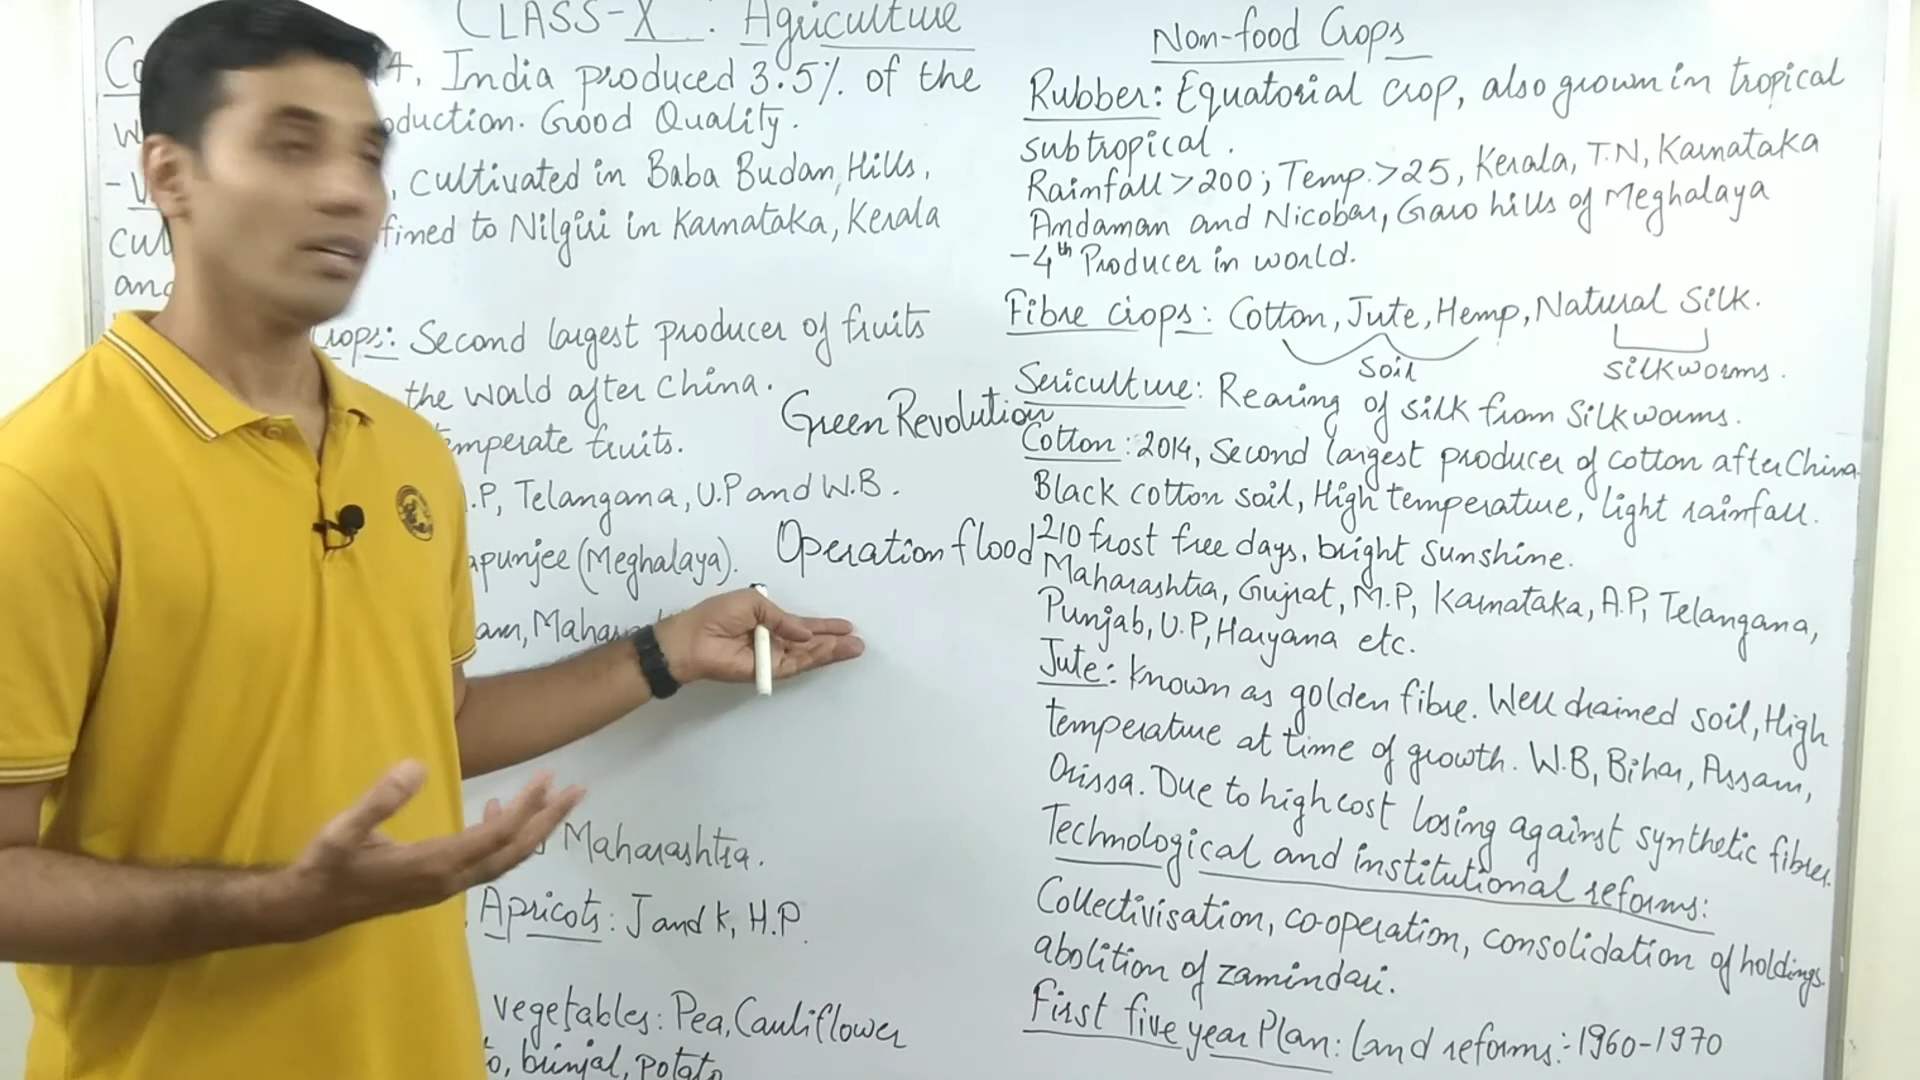 CLASS-X : Agriculture
4, India produced 3.5% of the
oduction. Good Quality.
, cultivated in Baba Budan Hills,
fined to Nilgiri in Karnataka, Kerala
crops: Second largest producer of fruits
the world after China.
emperate fruits.
.P, Telangana, U.P and W.B.
apunjee (Meghalaya).
am,
Maharashtra.
Apricots: J and K, H.P.
vegetables: Pea, Cauliflower
o, brinjal, potato
Green Revolution
Operation flood
Non-food Crops
Rubber: Equatorial crop, also grown in tropical
subtropical.
Rainfall >200; Temp. >25, Kerala, T.N, Karnataka
Andaman and Nicobar, Garo hills of Meghalaya
-4th Producer in world.
Fibre crops: Cotton, Jute, Hemp, Natural Silk.
Soil silkworms.
Sericulture: Rearing of silk from Silkworms.
Cotton: 2014, Second largest producer of cotton after China
Black cotton soil, High temperature, light rainfall.
210 frost free days, bright sunshine.
Maharashtra, Gujrat, M.P, Karnataka, A.P, Telangana,
Punjab, U.P, Haryana etc.
Jute: known as golden fibre. Well drained soil, High
temperature at time of growth. W.B, Bihar, Assam,
Orissa. Due to high cost losing against synthetic fibres.
Technological and institutional reforms:
Collectivisation, co-operation, consolidation of holdings
abolition of zamindari.
First five year Plan: land reforms:- 1960-1970